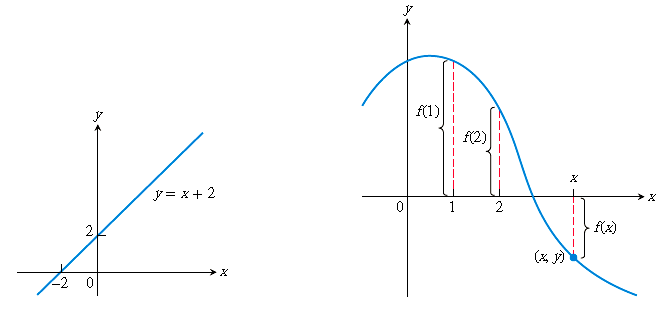 y
y = x + 2
2
x
–2
0
y
f(1)
f(2)
x
0
1
2
x
f(x)
(x, y)